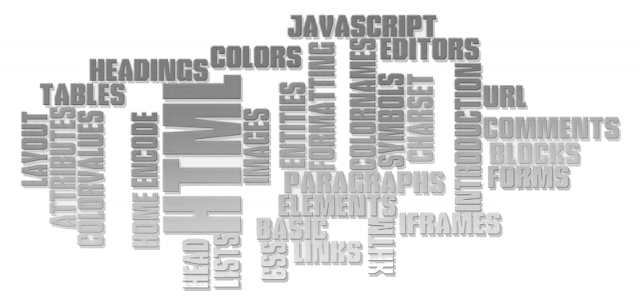 JAVASCRIPT
EDITORS
COLORS
HEADINGS
TABLES
LAYOUT
ATTRIBUTES
COLORVALUES
HOME
ENCODE
HTML
IMAGES
ENTITIES
FORMATTING
COLORNAMES
SYMBOLS
CHARSET
INTRODUCTION
URL
COMMENTS
BLOCKS
FORMS
PARAGRAPHS
ELEMENTS
BASIC
IFRAMES
XHTML
LINKS
CSS
HEAD
LISTS